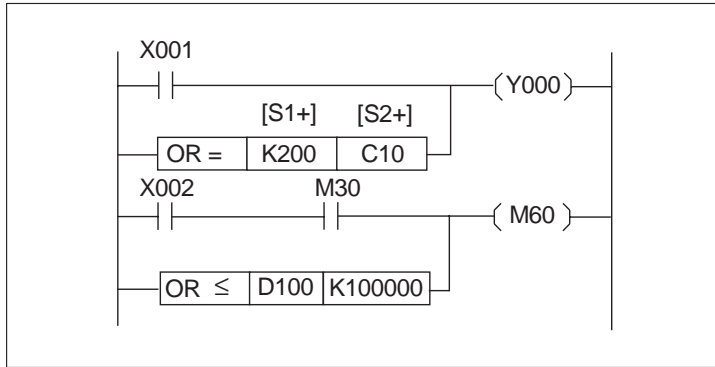 X001
(Y000)
[S1+] [S2+]
OR = K200 C10
X002 M30
( M60 )
OR ≤ D100 K100000